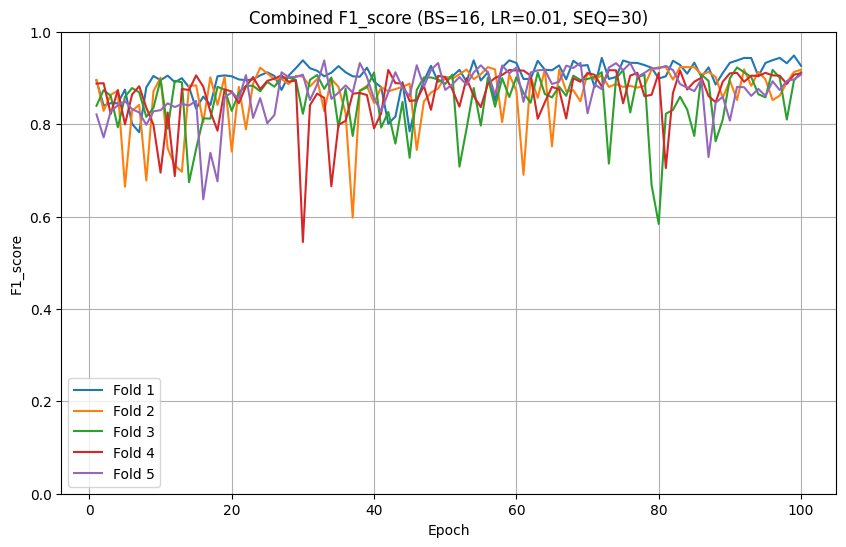 Combined F1_score (BS=16, LR=0.01, SEQ=30)
F1_score
1.0
0.8
0.6
0.4
0.2
0.0
Fold 1
Fold 2
Fold 3
Fold 4
Fold 5
0 20 40 60 80 100
Epoch